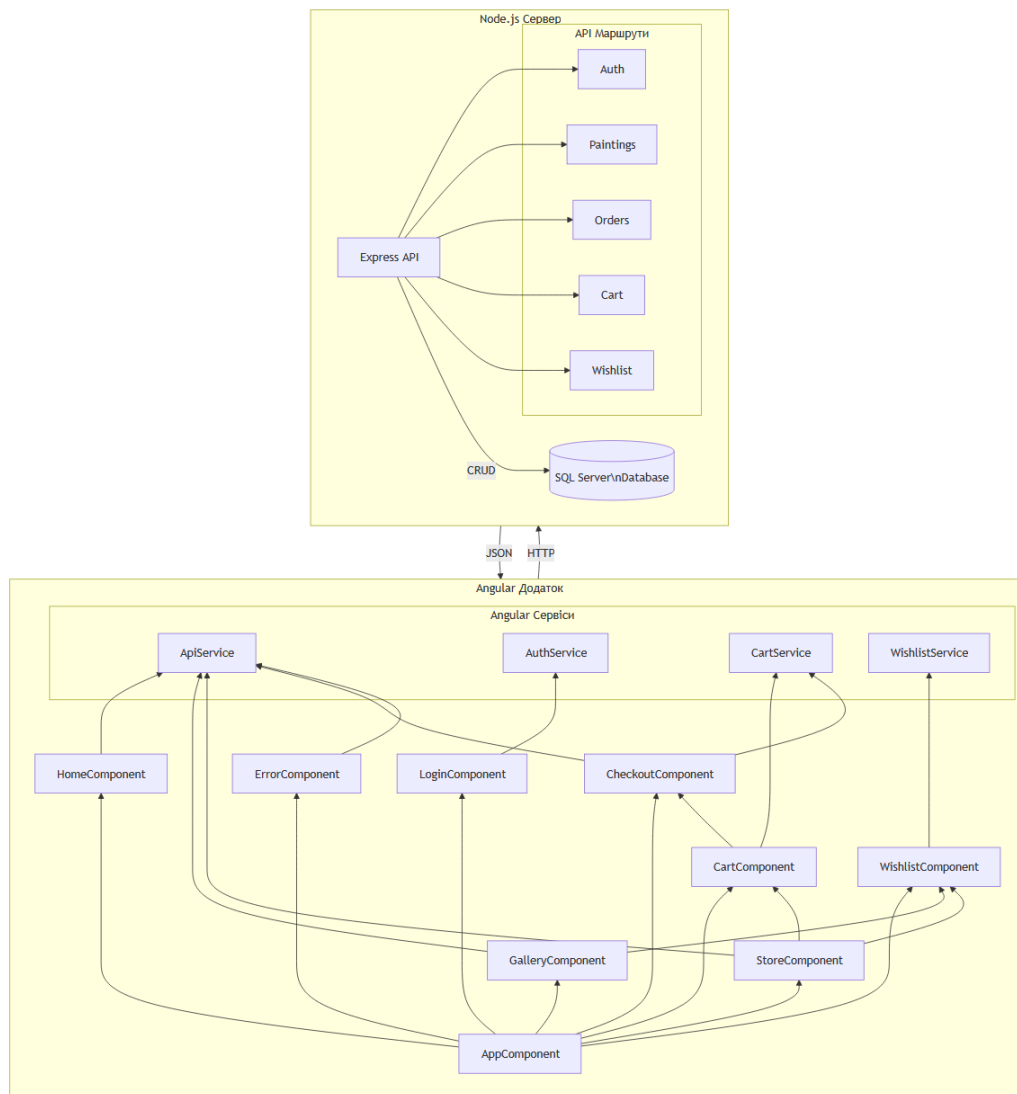 Node.js Сервер
API Маршрути
Auth
Paintings
Orders
Express API
Cart
Wishlist
CRUD
SQL Server\nDatabase
JSON
HTTP
Angular Додаток
Angular Сервіси
ApiService
AuthService
CartService
WishlistService
HomeComponent
ErrorComponent
LoginComponent
CheckoutComponent
CartComponent
WishlistComponent
GalleryComponent
StoreComponent
AppComponent